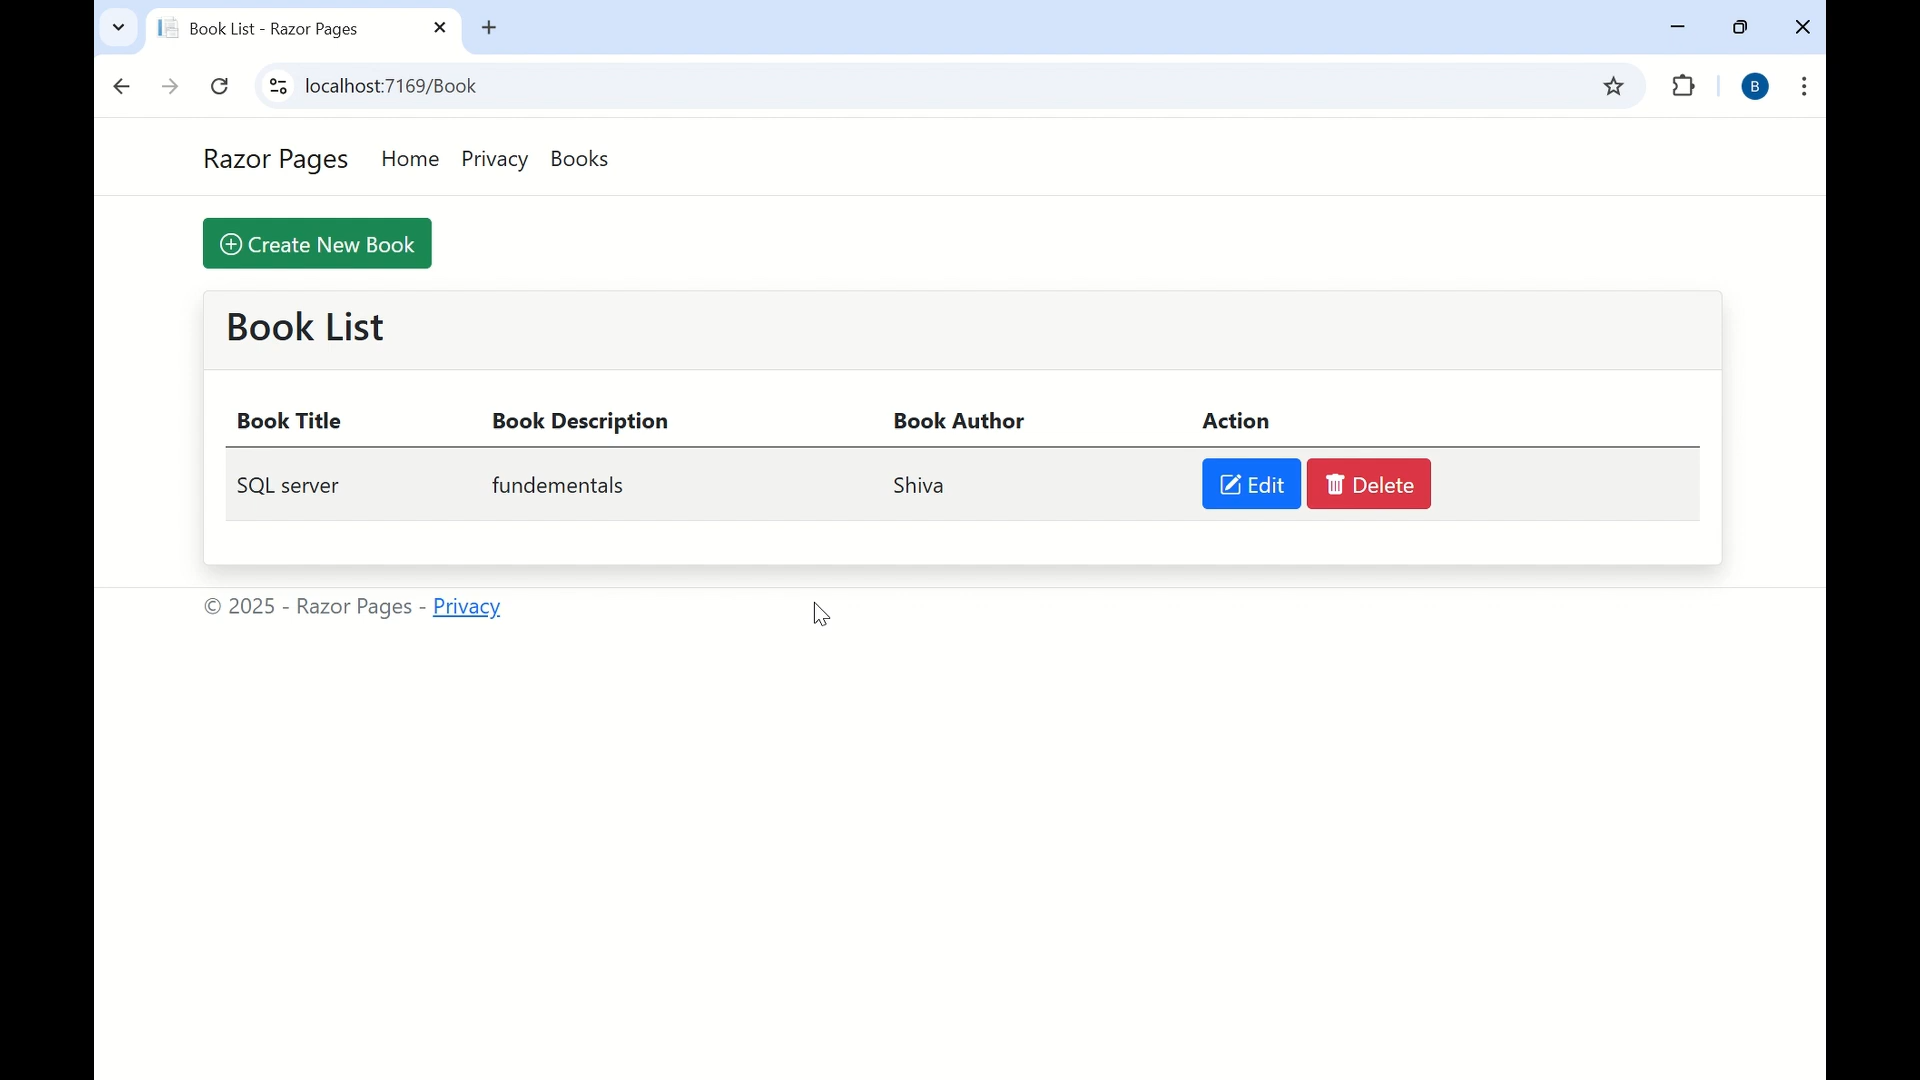 Book List - Razor Pages
localhost:7169/Book
B
Razor Pages Home Privacy Books
Create New Book
Book List
Book Title Book Description Book Author Action
SQL server fundementals Shiva Edit Delete
© 2025 - Razor Pages - Privacy